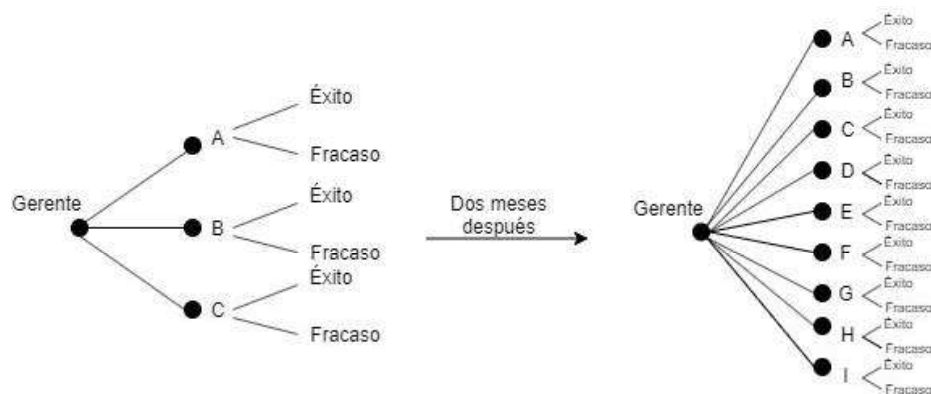 Gerente
A
Éxito
Fracaso
B
Éxito
Fracaso
C
Éxito
Fracaso
Dos meses
después
Gerente
A
Éxito
Fracaso
B
Éxito
Fracaso
C
Éxito
Fracaso
D
Éxito
Fracaso
E
Éxito
Fracaso
F
Éxito
Fracaso
G
Éxito
Fracaso
H
Éxito
Fracaso
I
Éxito
Fracaso